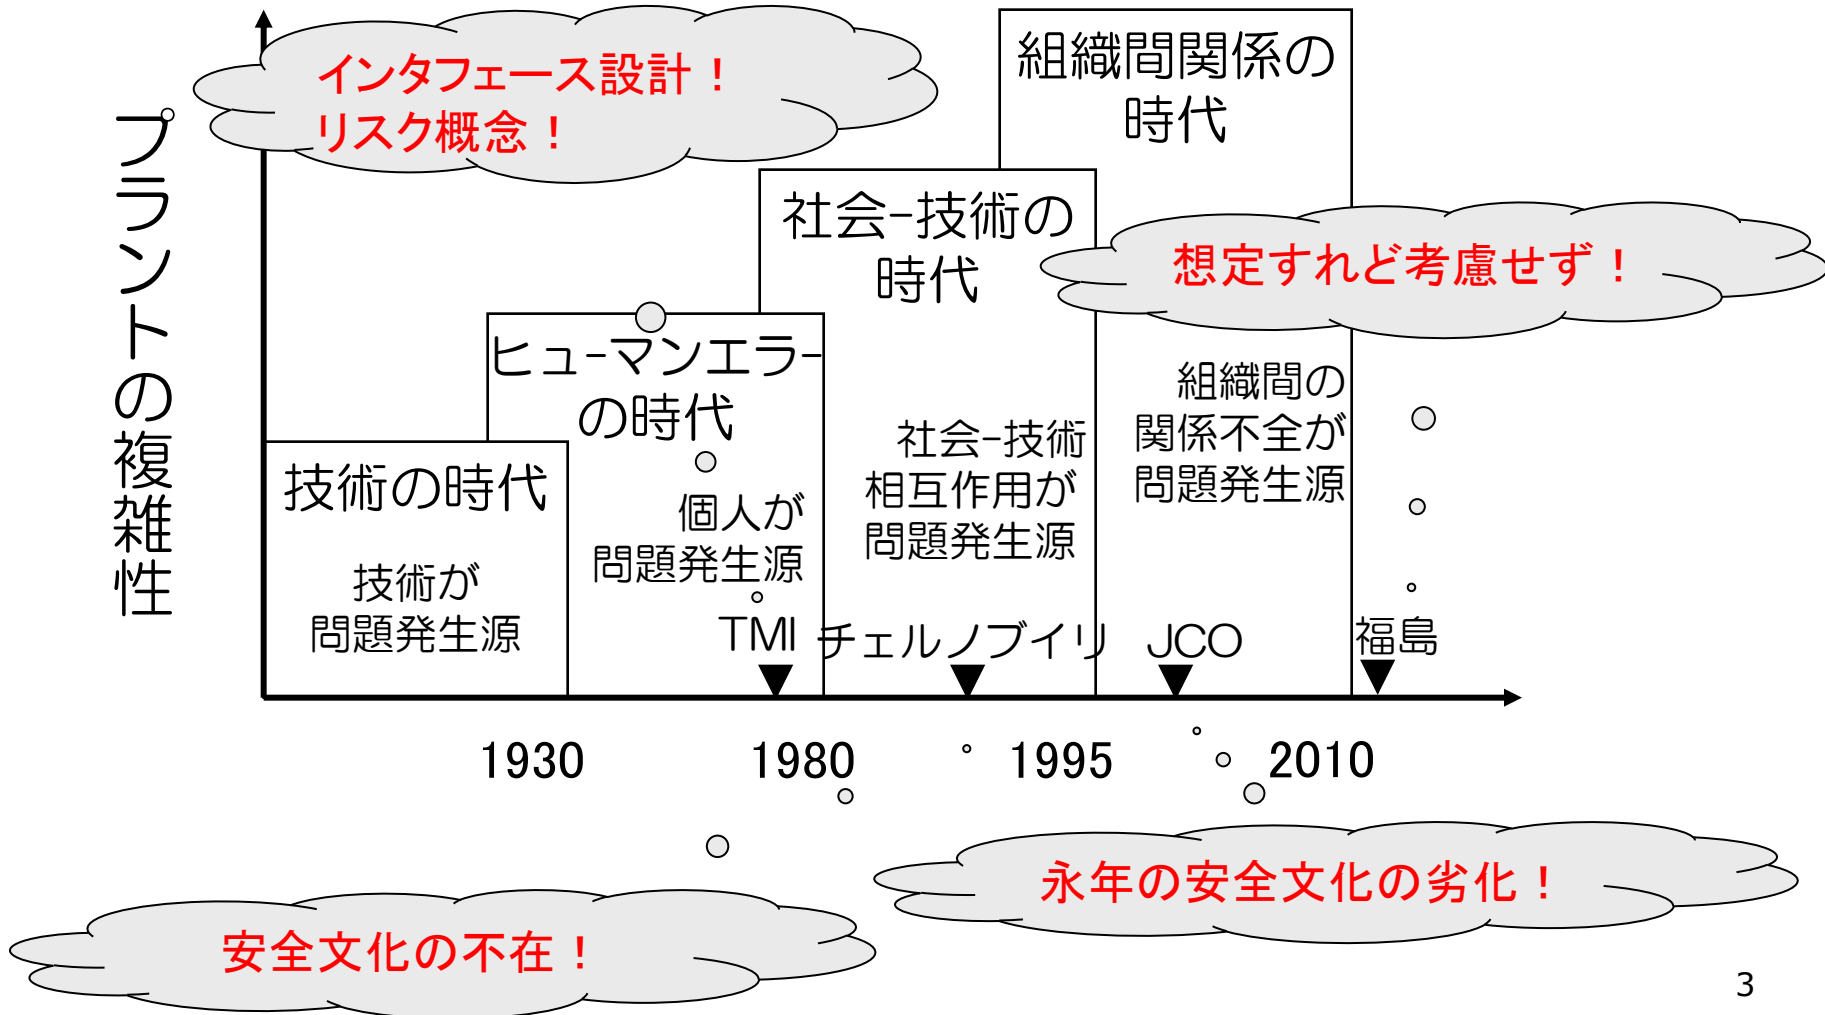 プラントの複雑性
インタフェース設計！
リスク概念！
組織間関係の
時代
社会-技術の
時代
想定すれど考慮せず！
ヒュ-マンエラ-
の時代
技術の時代
組織間の
関係不全が
問題発生源
社会-技術
相互作用が
問題発生源
個人が
問題発生源
技術が
問題発生源
TMI
チェルノブイリ
JCO
福島
1930
1980
1995
2010
永年の安全文化の劣化！
安全文化の不在！
3